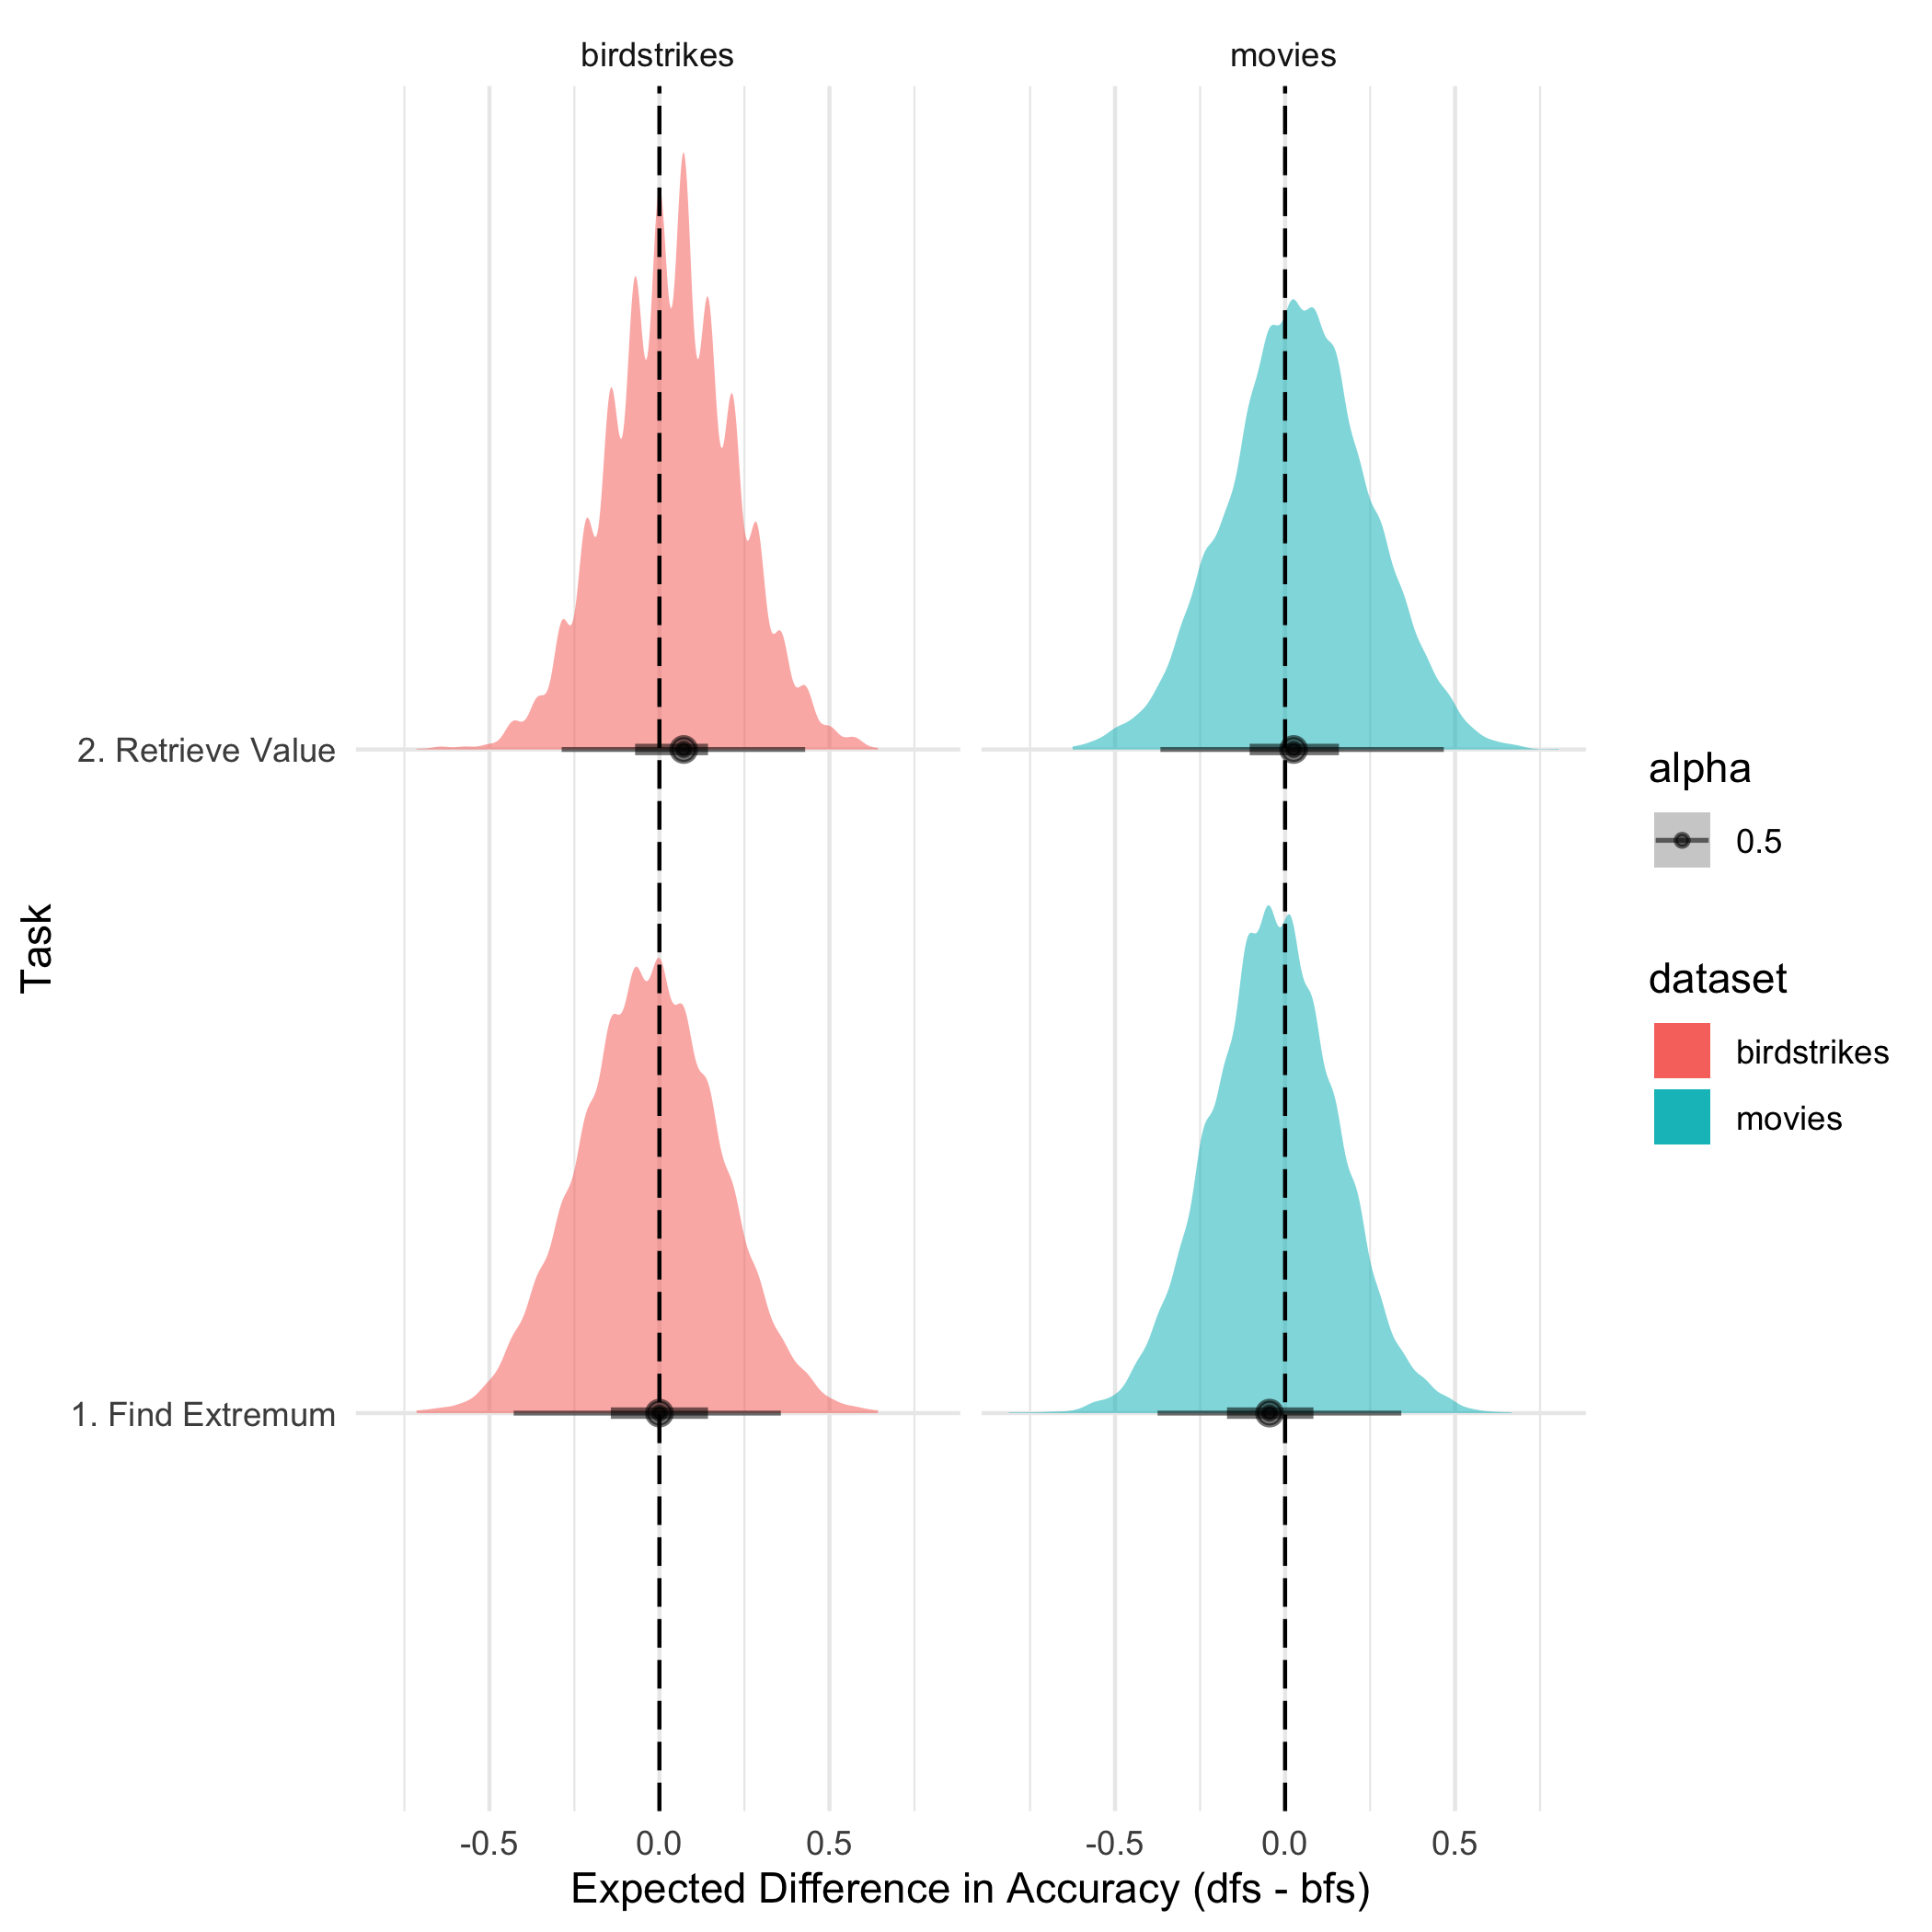 birdstrikes
movies
2. Retrieve Value
1. Find Extremum
Task
-0.5 0.0 0.5
-0.5 0.0 0.5
Expected Difference in Accuracy (dfs - bfs)
alpha
0.5
dataset
birdstrikes
movies